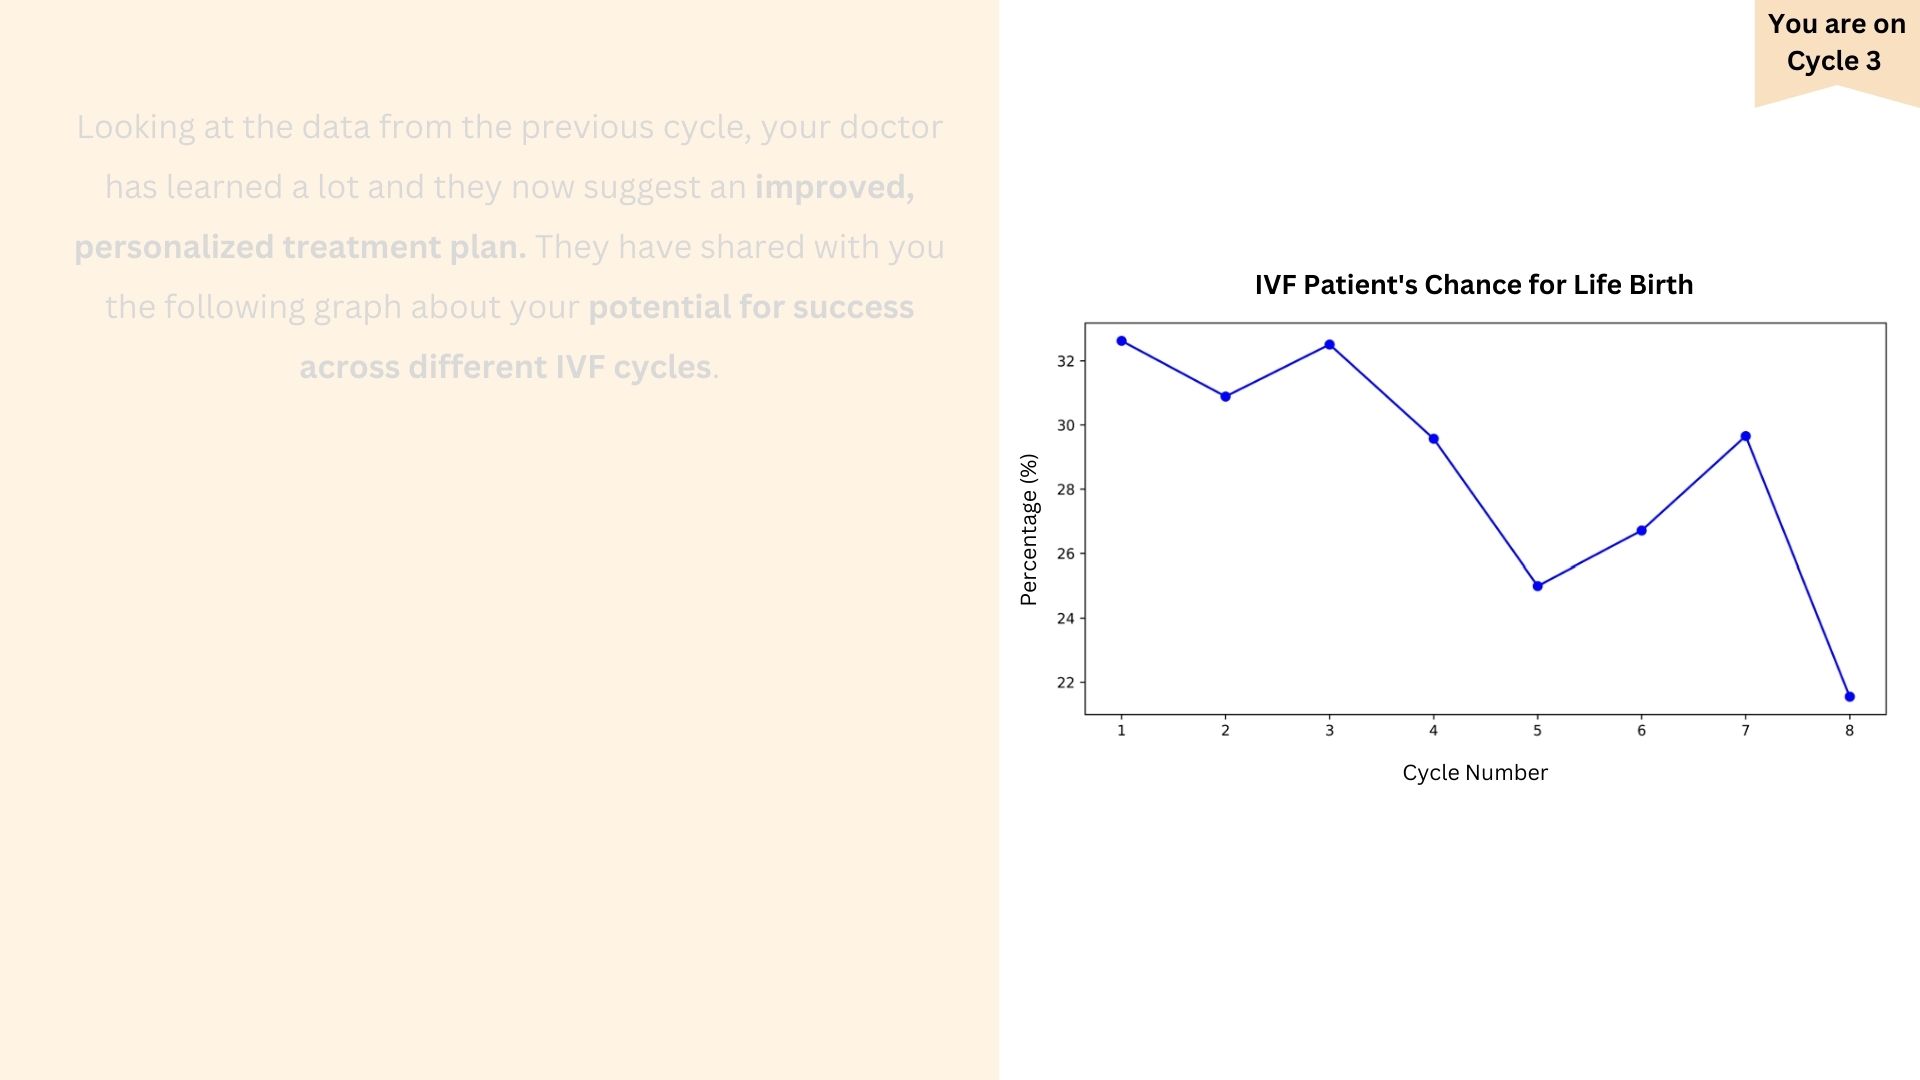 You are on
Cycle 3
Looking at the data from the previous cycle, your doctor
has learned a lot and they now suggest an improved,
personalized treatment plan. They have shared with you
the following graph about your potential for success
across different IVF cycles.
IVF Patient's Chance for Life Birth
Percentage (%)
32
30
28
26
24
22
1 2 3 4 5 6 7 8
Cycle Number